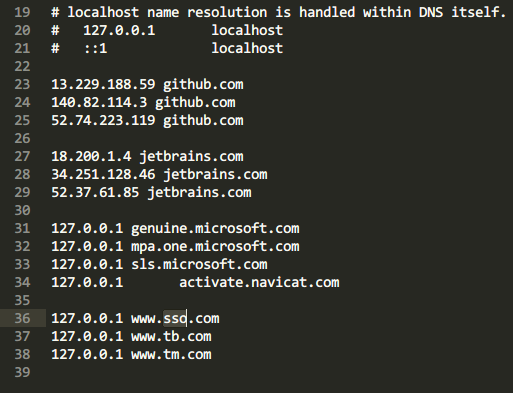 19 # localhost name resolution is handled within DNS itself.
20 #   127.0.0.1       localhost
21 #   ::1             localhost
22
23 13.229.188.59 github.com
24 140.82.114.3 github.com
25 52.74.223.119 github.com
26
27 18.200.1.4 jetbrains.com
28 34.251.128.46 jetbrains.com
29 52.37.61.85 jetbrains.com
30
31 127.0.0.1 genuine.microsoft.com
32 127.0.0.1 mpa.one.microsoft.com
33 127.0.0.1 sls.microsoft.com
34 127.0.0.1       activate.navicat.com
35
36 127.0.0.1 www.sso.com
37 127.0.0.1 www.tb.com
38 127.0.0.1 www.tm.com
39